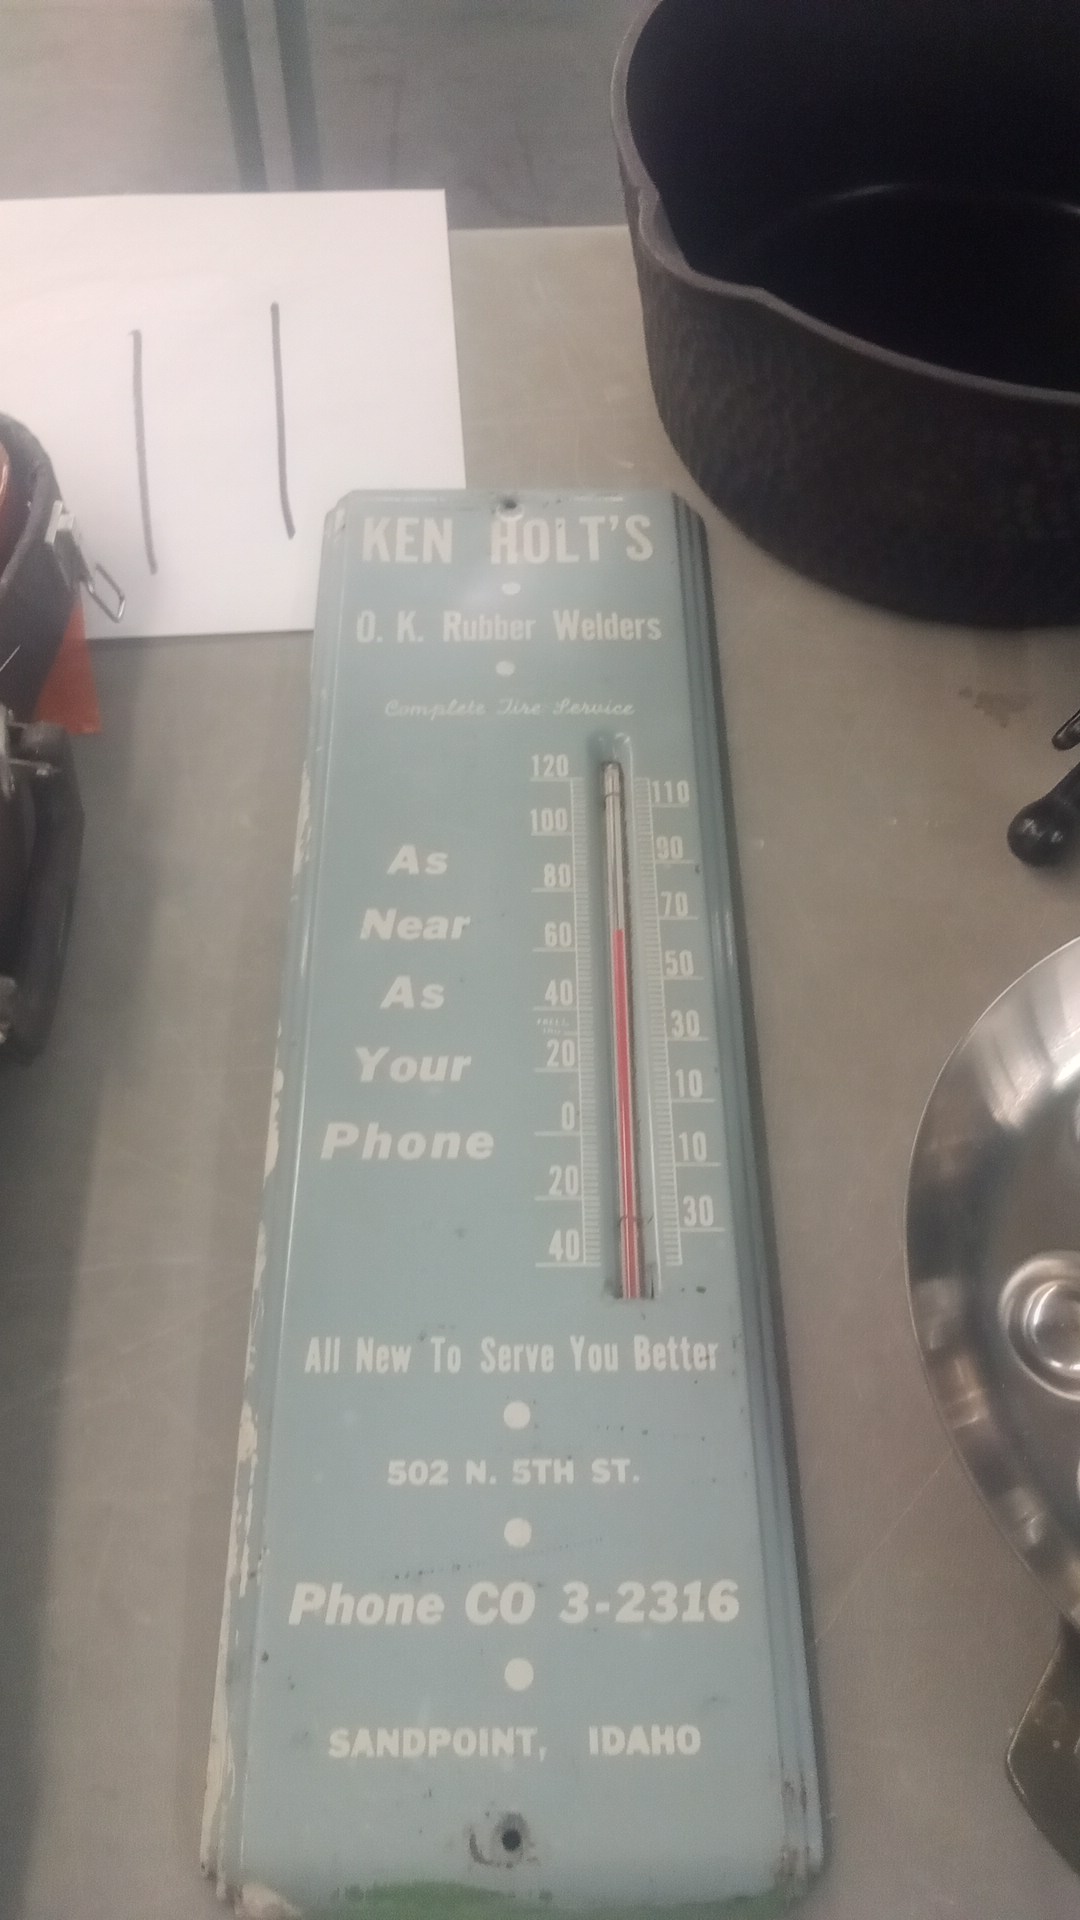 11
KEN HOLT'S
O. K. Rubber Welders
Complete Tire Service
120
110
100
90
80
70
60
50
40
30
20
10
0
10
20
30
40
As
Near
As
Your
Phone
All New To Serve You Better
502 N. 5TH ST.
Phone CO 3-2316
SANDPOINT, IDAHO